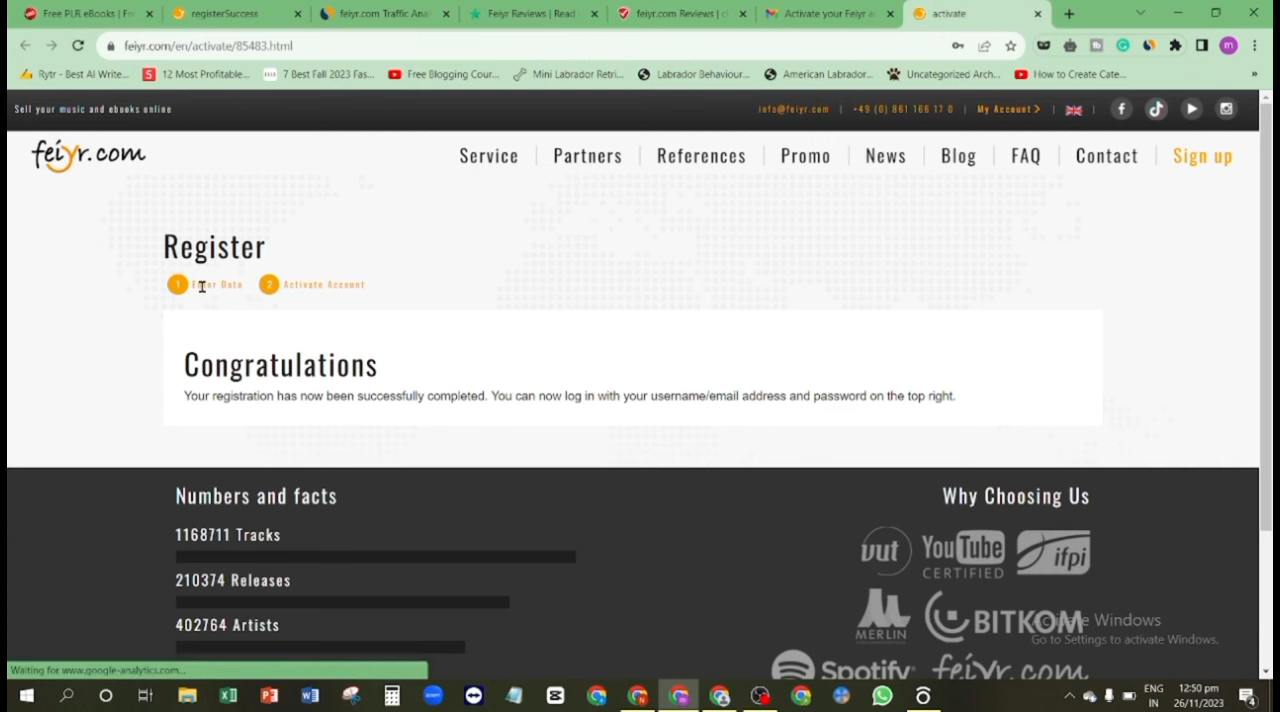 Free PLR eBooks | Fr
registerSuccess
feiyr.com Traffic Ana
Feiyr Reviews | Read
feiyr.com Reviews | c
Activate your Feiyr a
activate
feiyr.com/en/activate/85483.html
Rytr - Best AI Write...
12 Most Profitable...
7 Best Fall 2023 Fas...
Free Blogging Cour...
Mini Labrador Retri...
Labrador Behaviour...
American Labrador...
Uncategorized Arch...
How to Create Cate...
Sell your music and ebooks online
info@feiyr.com | +49 (0) 861 166 17 0 | My Account
feiyr.com
Service Partners References Promo News Blog FAQ Contact Sign up
Register
1 Enter Data 2 Activate Account
Congratulations
Your registration has now been successfully completed. You can now log in with your username/email address and password on the top right.
Numbers and facts
1168711 Tracks
210374 Releases
402764 Artists
Why Choosing Us
vut YouTube CERTIFIED ifpi
MERLIN BITKOM
Spotify feiyr.com
Activate Windows
Go to Settings to activate Windows.
Waiting for www.google-analytics.com...
ENG
IN
12:50 pm
26/11/2023
4